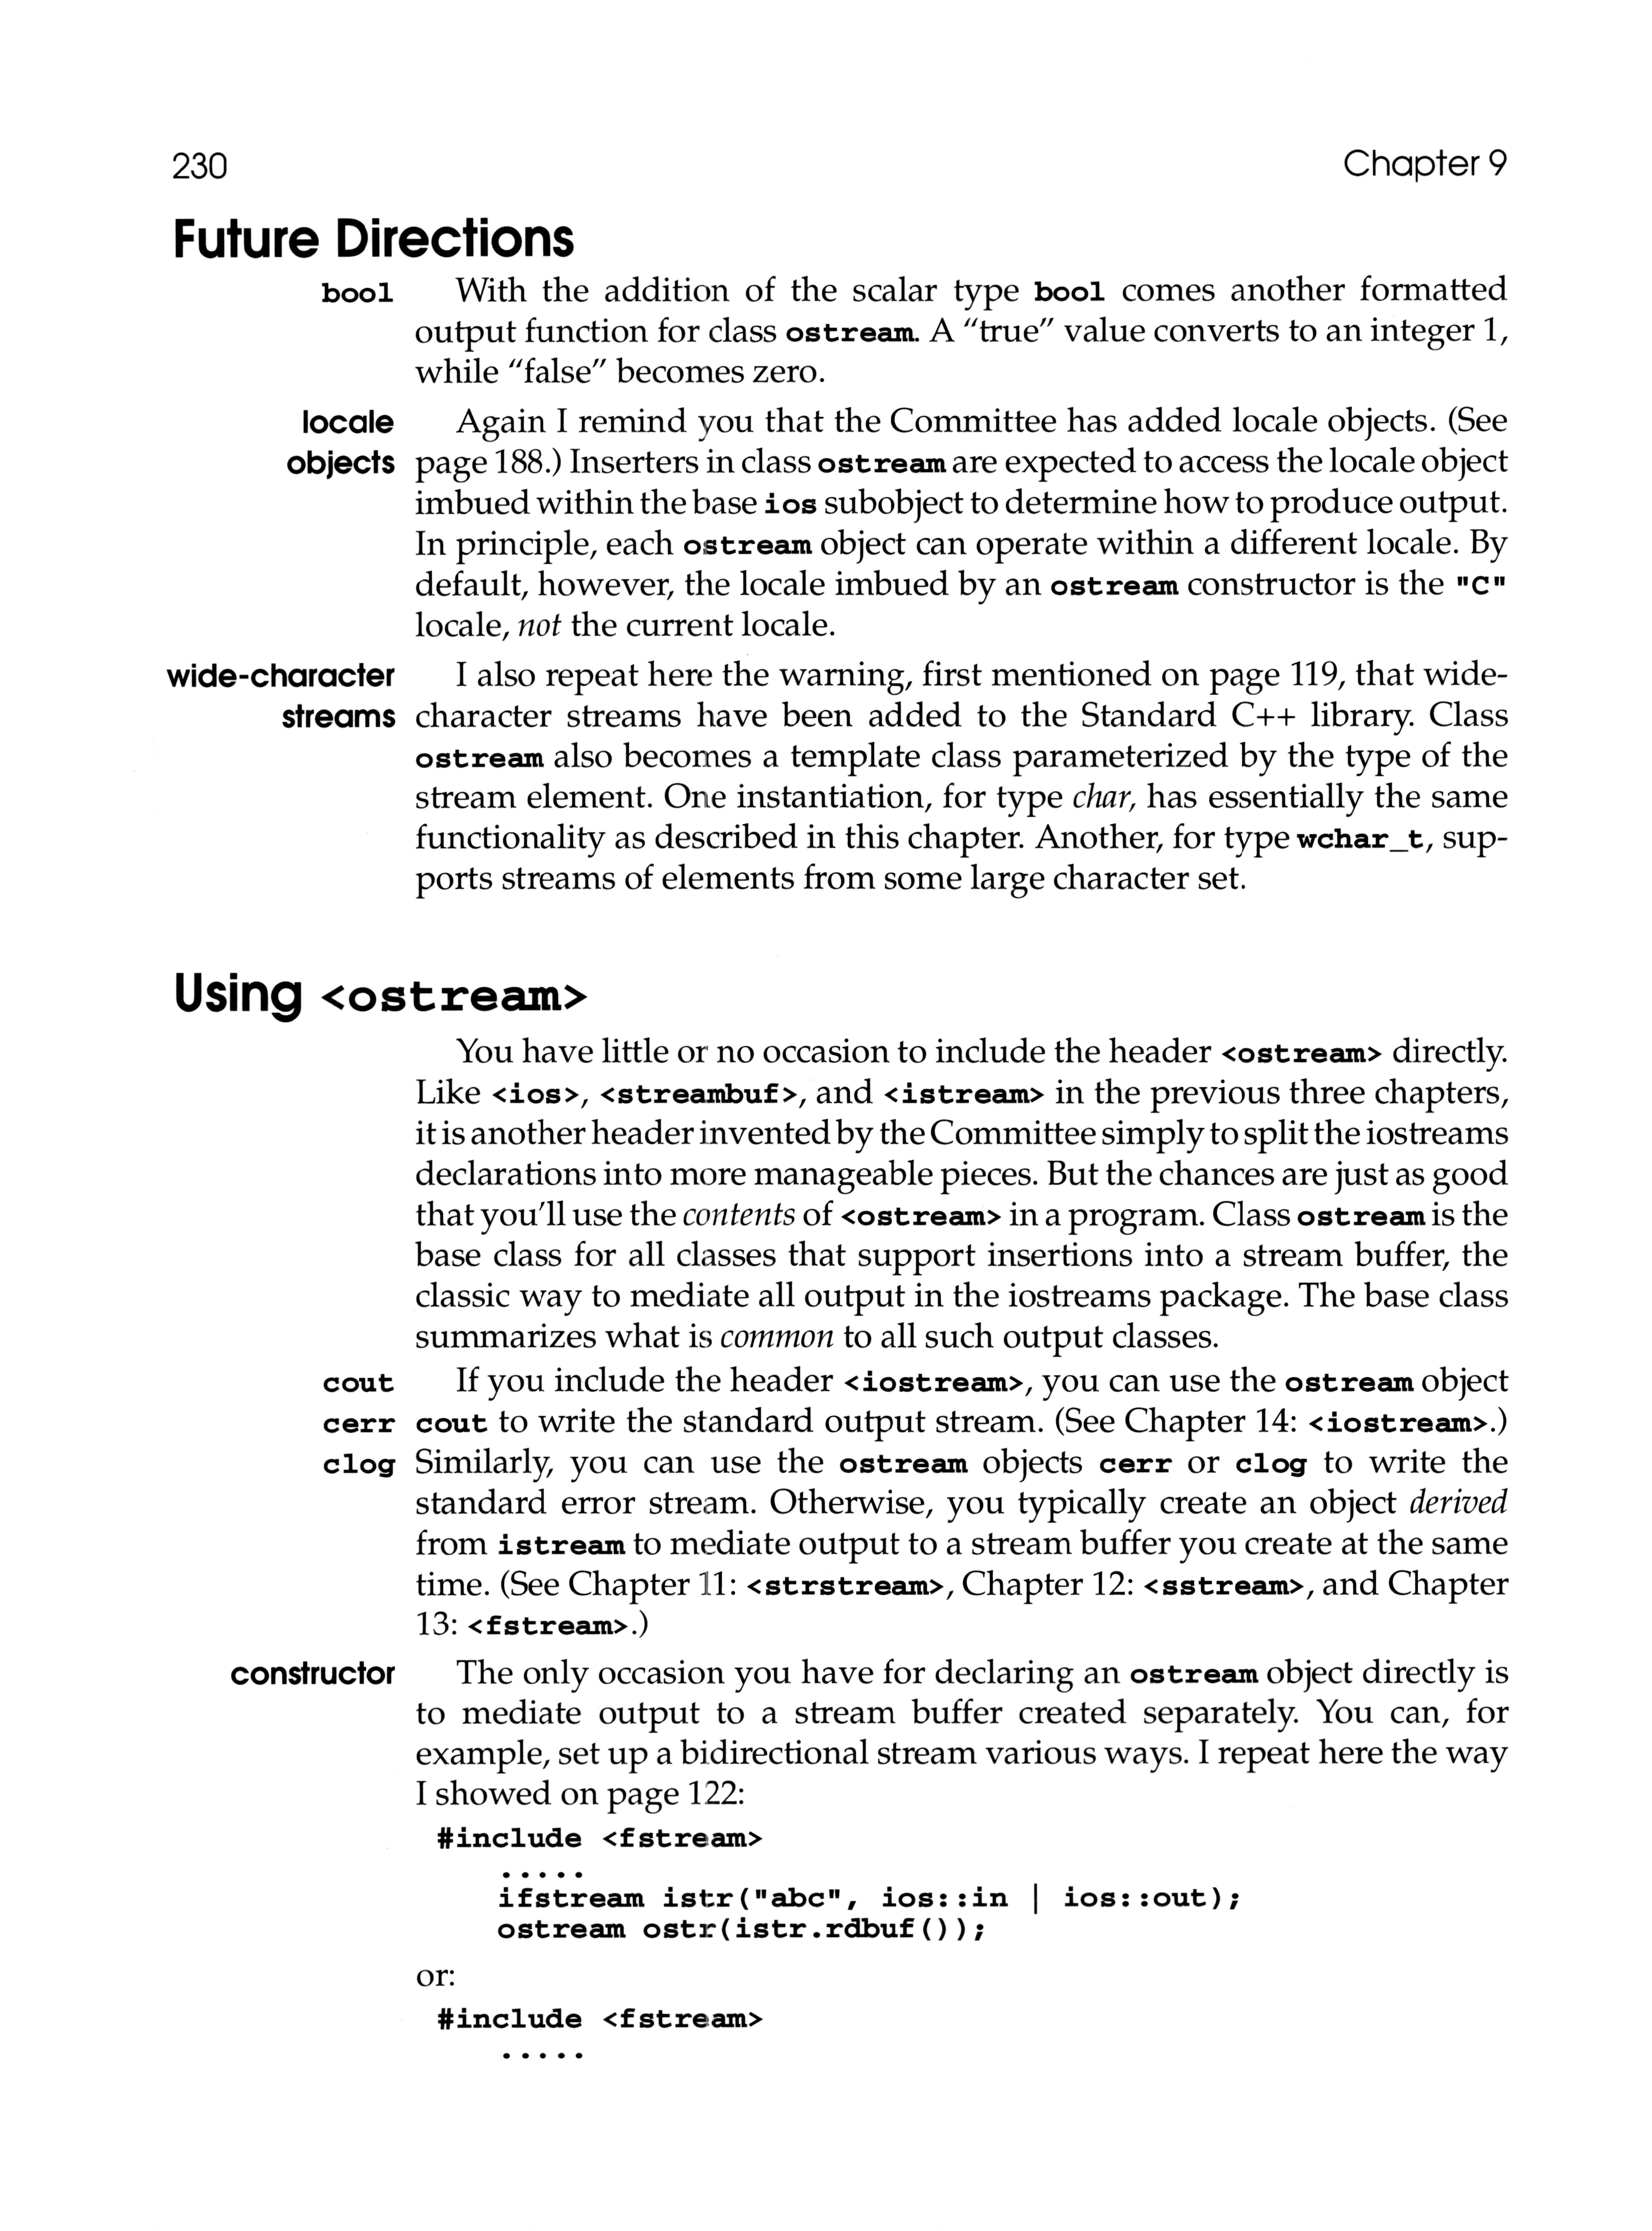 230 Chapter 9
Future Directions
bool With the addition of the scalar type bool comes another formatted
output function for class ostream. A "true" value converts to an integer 1,
while "false" becomes zero.
locale Again I remind you that the Committee has added locale objects. (See
objects page 188.) Inserters in class ostream are expected to access the locale object
imbued within the base ios subobject to determine how to produce output.
In principle, each ostream object can operate within a different locale. By
default, however, the locale imbued by an ostream constructor is the "C"
locale, not the current locale.
wide-character I also repeat here the warning, first mentioned on page 119, that wide-
streams character streams have been added to the Standard C++ library. Class
ostream also becomes a template class parameterized by the type of the
stream element. One instantiation, for type char, has essentially the same
functionality as described in this chapter. Another, for type wchar_t, sup-
ports streams of elements from some large character set.
Using <ostream>
You have little or no occasion to include the header <ostream> directly.
Like <ios>, <streambuf>, and <istream> in the previous three chapters,
it is another header invented by the Committee simply to split the iostreams
declarations into more manageable pieces. But the chances are just as good
that you'll use the contents of <ostream> in a program. Class ostream is the
base class for all classes that support insertions into a stream buffer, the
classic way to mediate all output in the iostreams package. The base class
summarizes what is common to all such output classes.
cout If you include the header <iostream>, you can use the ostream object
cerr cout to write the standard output stream. (See Chapter 14: <iostream>.)
clog Similarly, you can use the ostream objects cerr or clog to write the
standard error stream. Otherwise, you typically create an object derived
from istream to mediate output to a stream buffer you create at the same
time. (See Chapter 11: <strstream>, Chapter 12: <sstream>, and Chapter
13: <fstream>.)
constructor The only occasion you have for declaring an ostream object directly is
to mediate output to a stream buffer created separately. You can, for
example, set up a bidirectional stream various ways. I repeat here the way
I showed on page 122:
#include <fstream>
.....
ifstream istr("abc", ios::in | ios::out);
ostream ostr(istr.rdbuf());
or:
#include <fstream>
.....